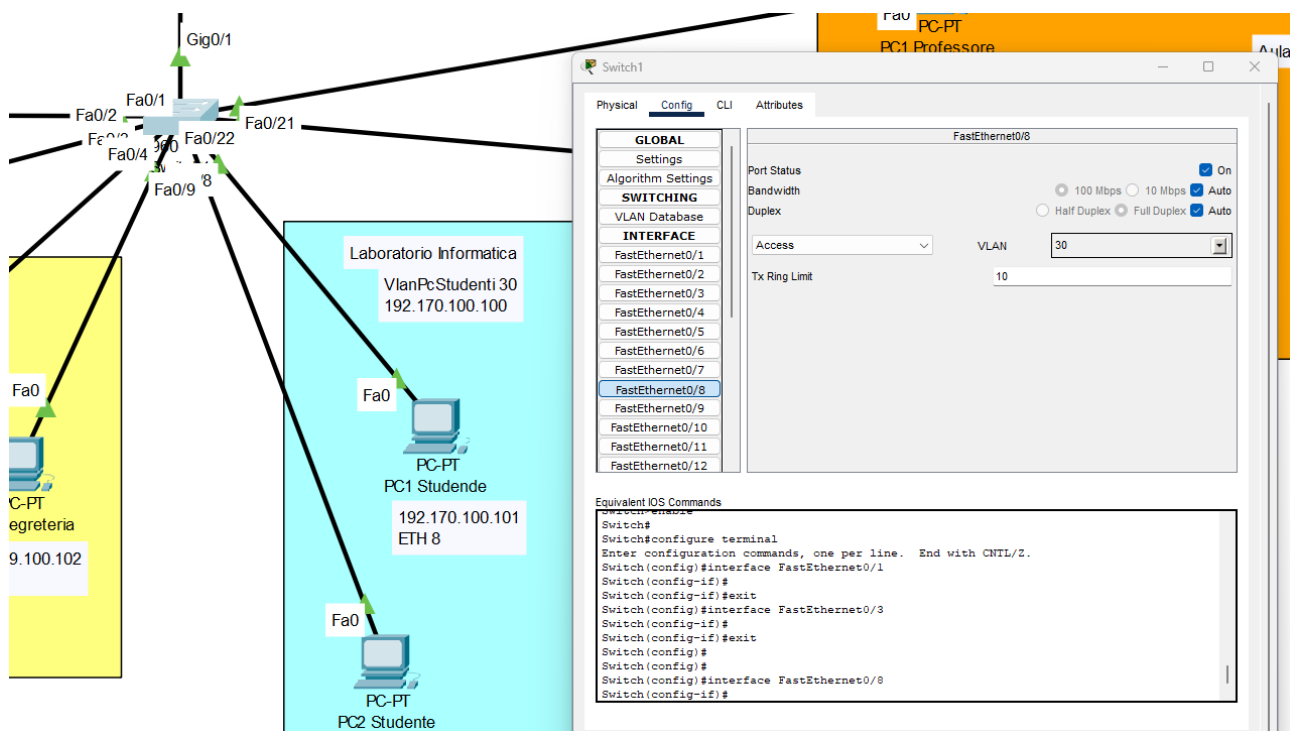 Gig0/1
Fa0/1
Fa0/2
Fa0/21
Fa0/22
Fa0/4
Fa0/9
Laboratorio Informatica
VlanPcStudenti 30
192.170.100.100
Fa0
PC-PT
PC1 Studende
192.170.100.101
ETH 8
Fa0
PC-PT
PC2 Studente
Fa0
C-PT
egreteria
9.100.102
Fa0
PC-PT
PC1 Professore
Aula
Switch1
Physical Config CLI Attributes
GLOBAL
Settings
Algorithm Settings
SWITCHING
VLAN Database
INTERFACE
FastEthernet0/1
FastEthernet0/2
FastEthernet0/3
FastEthernet0/4
FastEthernet0/5
FastEthernet0/6
FastEthernet0/7
FastEthernet0/8
FastEthernet0/9
FastEthernet0/10
FastEthernet0/11
FastEthernet0/12
FastEthernet0/8
Port Status On
Bandwidth 100 Mbps 10 Mbps Auto
Duplex Half Duplex Full Duplex Auto
Access VLAN 30
Tx Ring Limit 10
Equivalent IOS Commands
Switch>enable
Switch#
Switch#configure terminal
Enter configuration commands, one per line. End with CNTL/Z.
Switch(config)#interface FastEthernet0/1
Switch(config-if)#
Switch(config-if)#exit
Switch(config)#interface FastEthernet0/3
Switch(config-if)#
Switch(config-if)#exit
Switch(config)#
Switch(config)#
Switch(config)#interface FastEthernet0/8
Switch(config-if)#